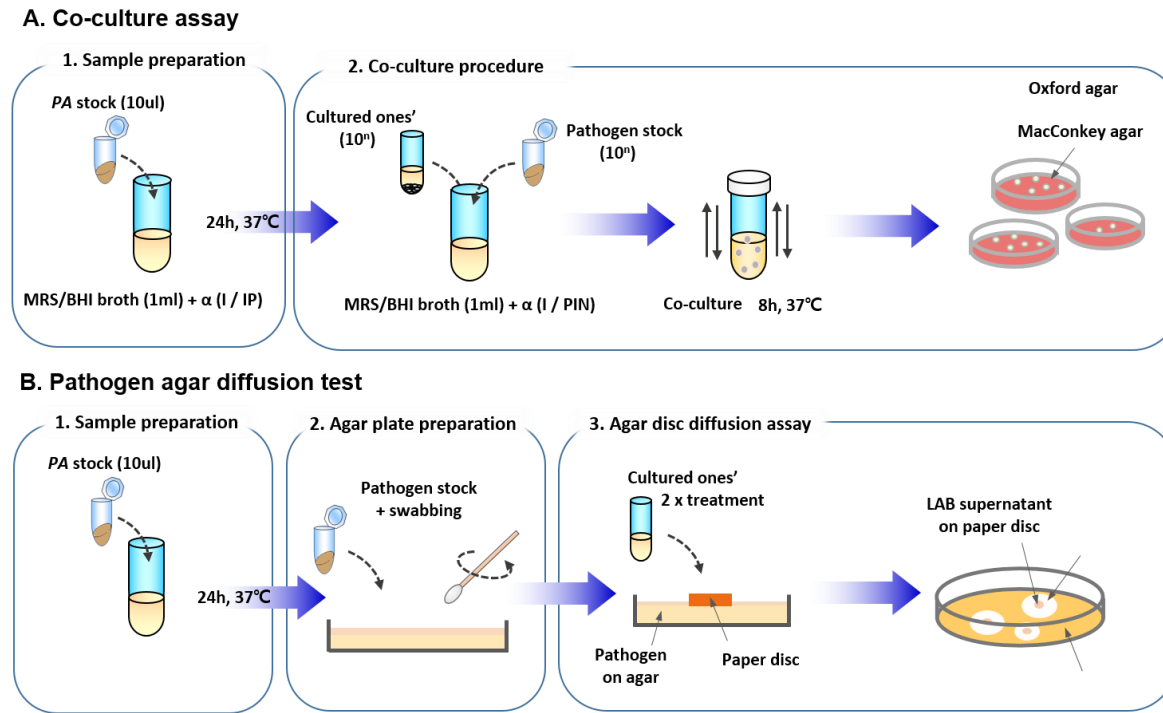 A. Co-culture assay
1. Sample preparation
PA stock (10ul)
24h, 37℃
MRS/BHI broth (1ml) + α (I / IP)
2. Co-culture procedure
Cultured ones’
(10ⁿ)
Pathogen stock
(10ⁿ)
MRS/BHI broth (1ml) + α (I / PIN)
Co-culture 8h, 37℃
Oxford agar
MacConkey agar
B. Pathogen agar diffusion test
1. Sample preparation
PA stock (10ul)
24h, 37℃
2. Agar plate preparation
Pathogen stock
+ swabbing
3. Agar disc diffusion assay
Cultured ones’
2 x treatment
Pathogen
on agar
Paper disc
LAB supernatant
on paper disc